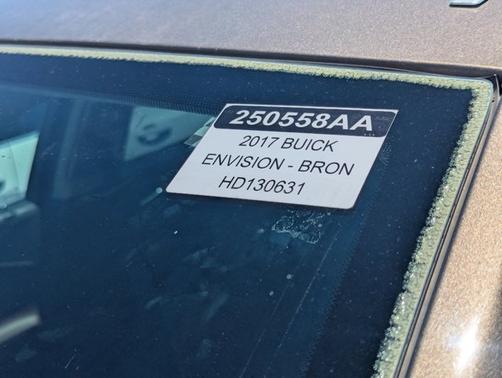 250558AA
2017 BUICK
ENVISION - BRON
HD130631